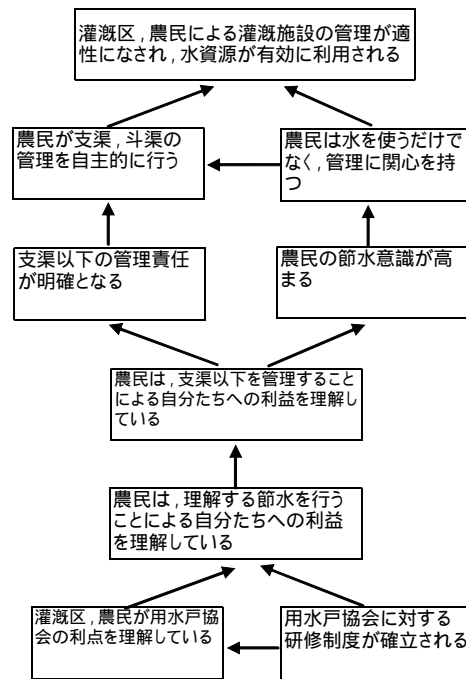 灌漑区，農民による灌漑施設の管理が適
性になされ，水資源が有効に利用される
農民が支渠，斗渠の
管理を自主的に行う
農民は水を使うだけで
なく，管理に関心を持
つ
支渠以下の管理責任
が明確となる
農民の節水意識が高
まる
農民は，支渠以下を管理すること
による自分たちへの利益を理解し
ている
農民は，理解する節水を行う
ことによる自分たちへの利益
を理解している
灌漑区，農民が用水戸協
会の利点を理解している
用水戸協会に対する
研修制度が確立される